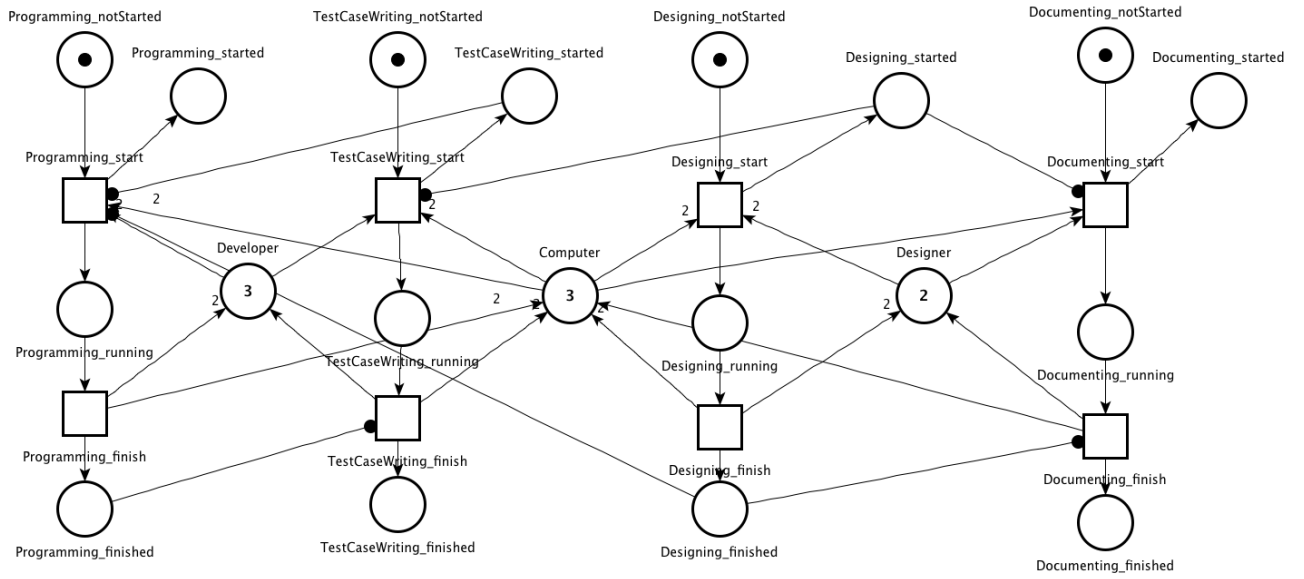 Programming_notStarted
TestCaseWriting_notStarted
Designing_notStarted
Documenting_notStarted
Programming_started
TestCaseWriting_started
Designing_started
Documenting_started
Programming_start
TestCaseWriting_start
Designing_start
Documenting_start
2
2
2
2
2
2
Developer
Computer
Designer
3
3
2
2
2
2
2
2
Programming_running
TestCaseWriting_running
Designing_running
Documenting_running
Programming_finish
TestCaseWriting_finish
Designing_finish
Documenting_finish
Programming_finished
TestCaseWriting_finished
Designing_finished
Documenting_finished